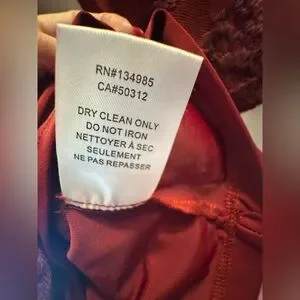 RN#134985
CA#50312
DRY CLEAN ONLY
DO NOT IRON
NETTOYER À SEC
SEULEMENT
NE PAS REPASSER